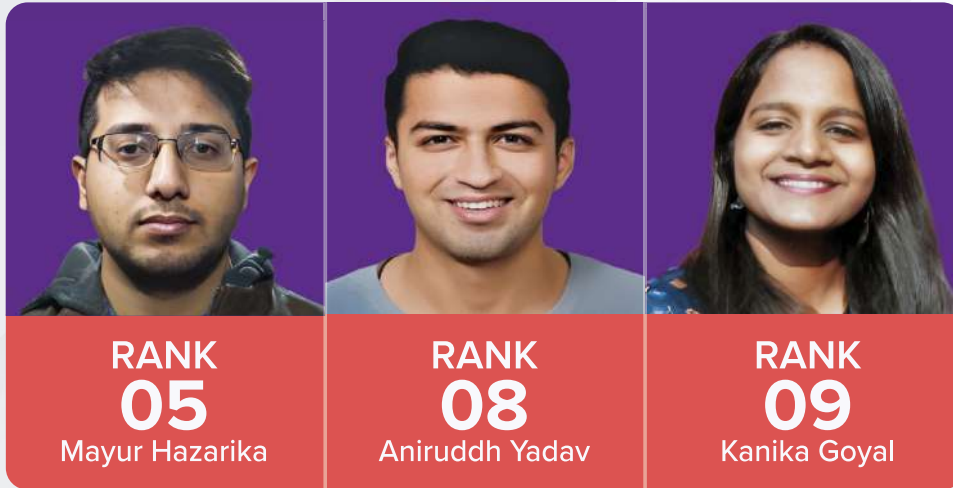 RANK
05
Mayur Hazarika
RANK
08
Aniruddh Yadav
RANK
09
Kanika Goyal